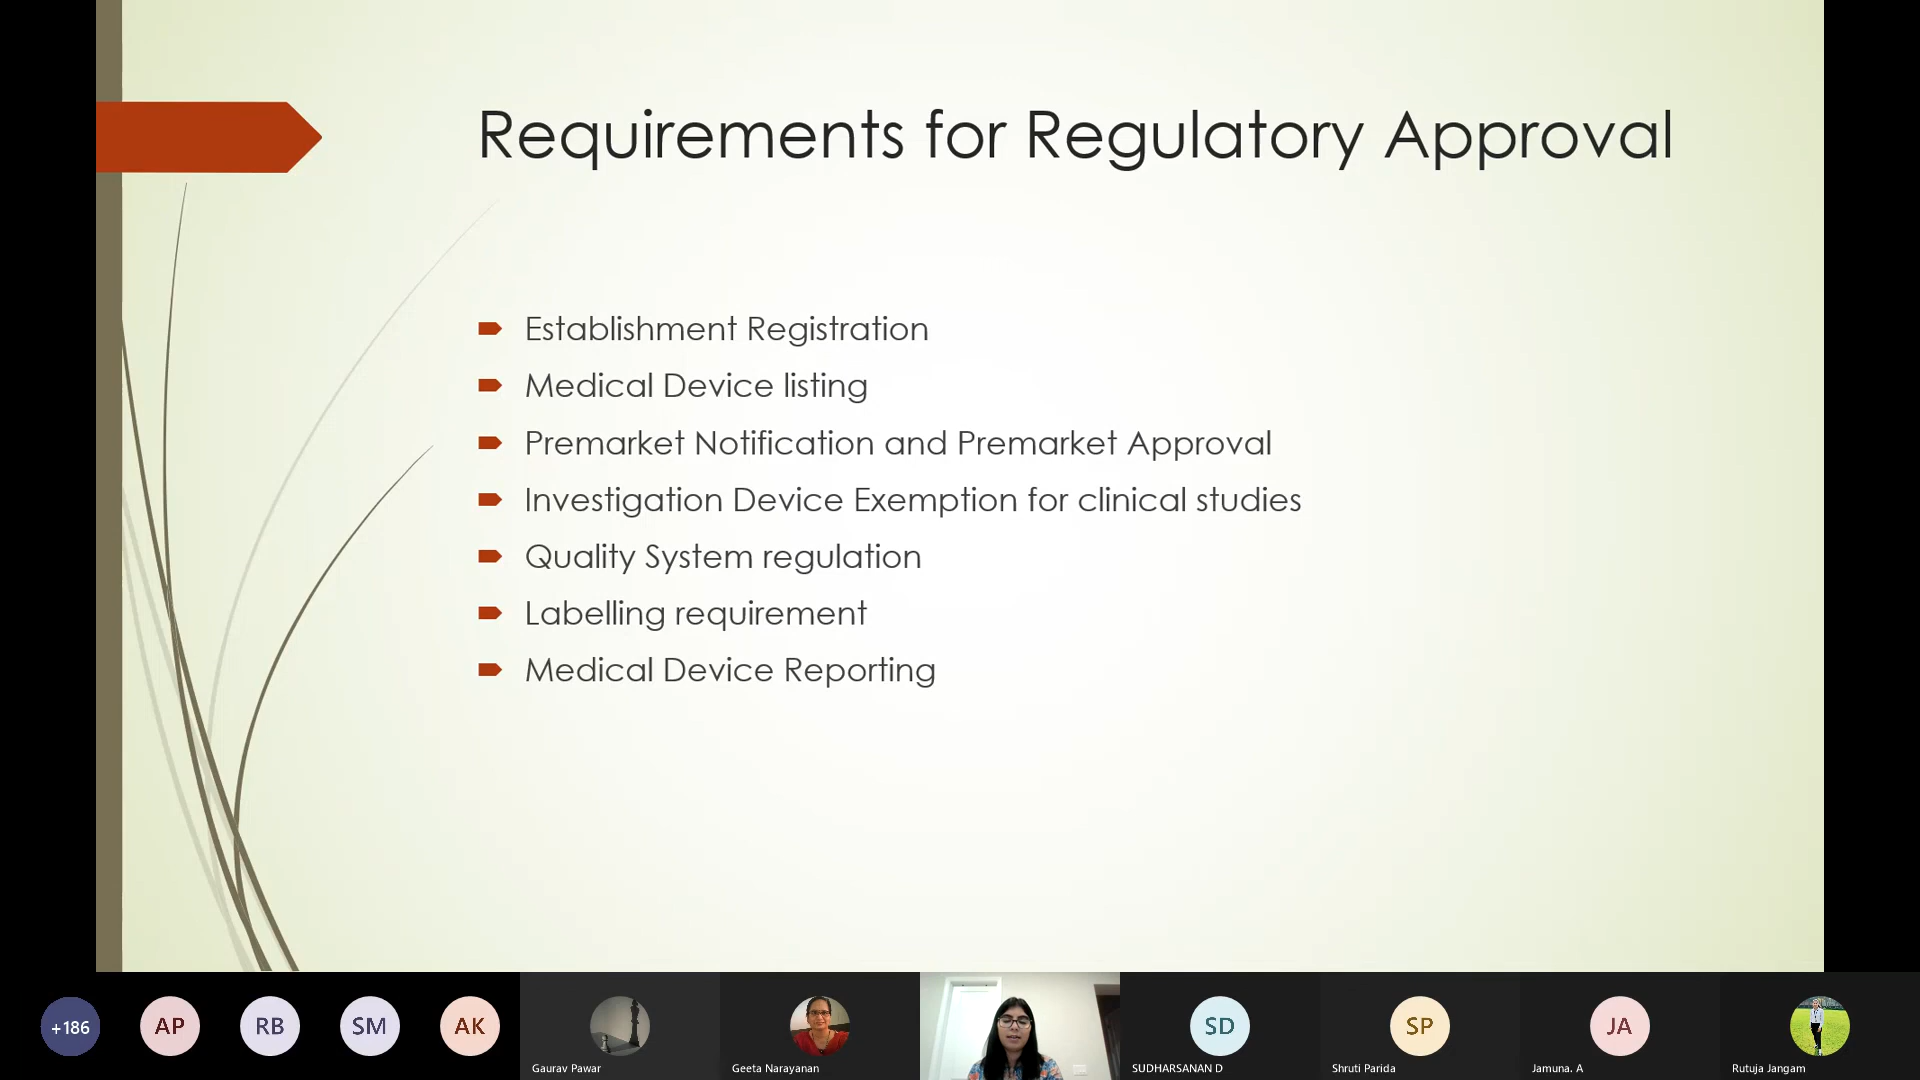 Requirements for Regulatory Approval
Establishment Registration
Medical Device listing
Premarket Notification and Premarket Approval
Investigation Device Exemption for clinical studies
Quality System regulation
Labelling requirement
Medical Device Reporting
+186
AP
RB
SM
AK
Gaurav Pawar
Geeta Narayanan
SD
SUDHARSANAN D
SP
Shruti Parida
JA
Jamuna. A
Rutuja Jangam